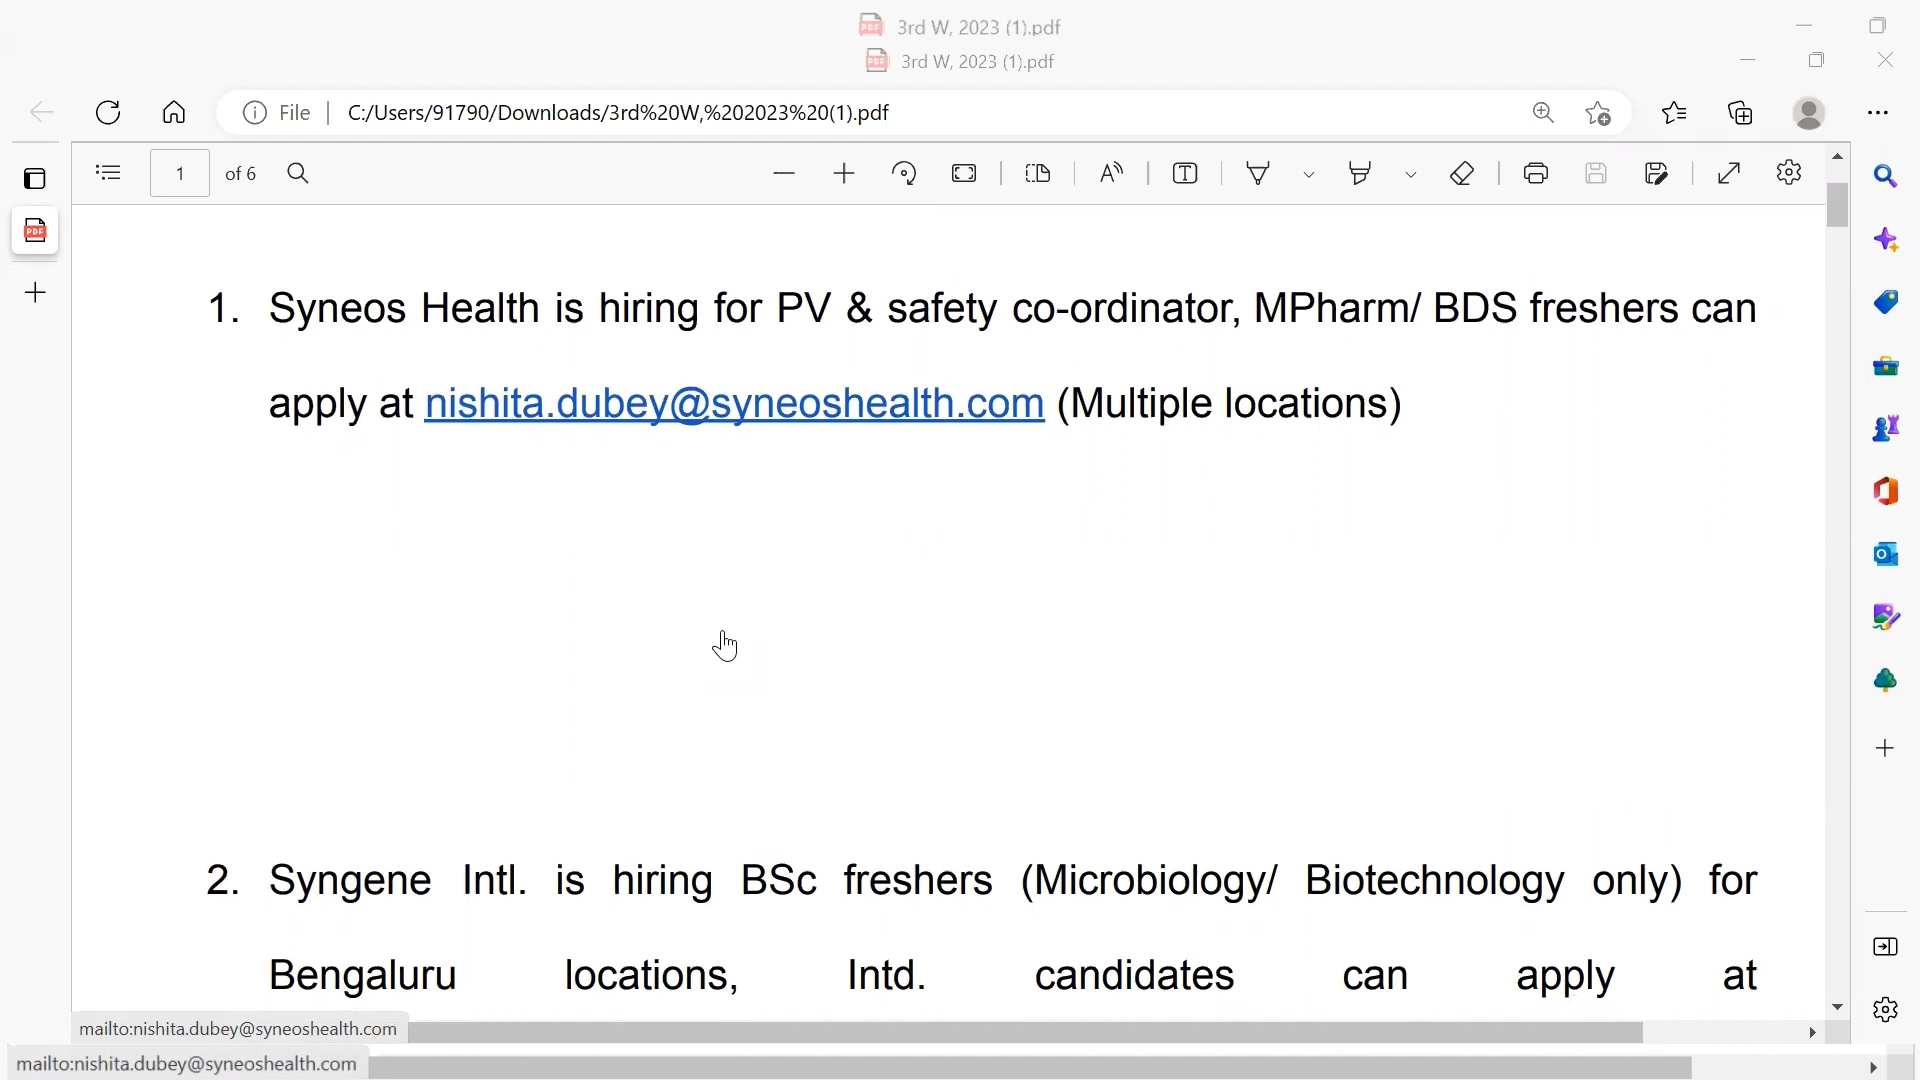 3rd W, 2023 (1).pdf
3rd W, 2023 (1).pdf
File | C:/Users/91790/Downloads/3rd%20W,%202023%20(1).pdf
1 of 6
1. Syneos Health is hiring for PV & safety co-ordinator, MPharm/ BDS freshers can
apply at nishita.dubey@syneoshealth.com (Multiple locations)
2. Syngene Intl. is hiring BSc freshers (Microbiology/ Biotechnology only) for
Bengaluru locations, Intd. candidates can apply at
mailto:nishita.dubey@syneoshealth.com
mailto:nishita.dubey@syneoshealth.com